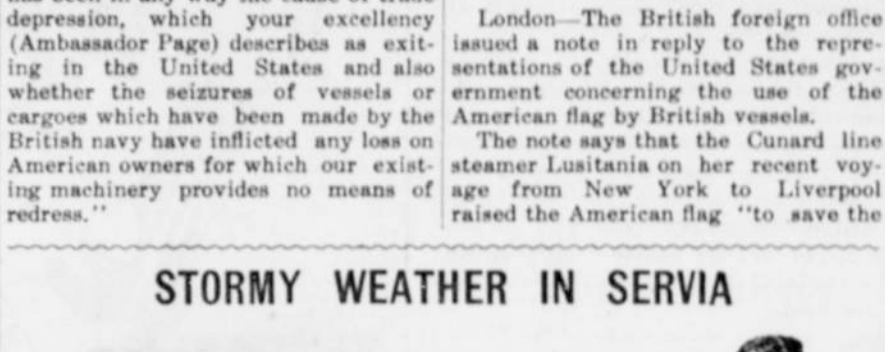 depression, which your excellency
(Ambassador Page) describes as exit-
ing in the United States and also
whether the seizures of vessels or
cargoes which have been made by the
British navy have inflicted any loss on
American owners for which our exist-
ing machinery provides no means of
redress."
London—The British foreign office
issued a note in reply to the repre-
sentations of the United States gov-
ernment concerning the use of the
American flag by British vessels.
The note says that the Cunard line
steamer Lusitania on her recent voy-
age from New York to Liverpool
raised the American flag "to save the
STORMY WEATHER IN SERVIA